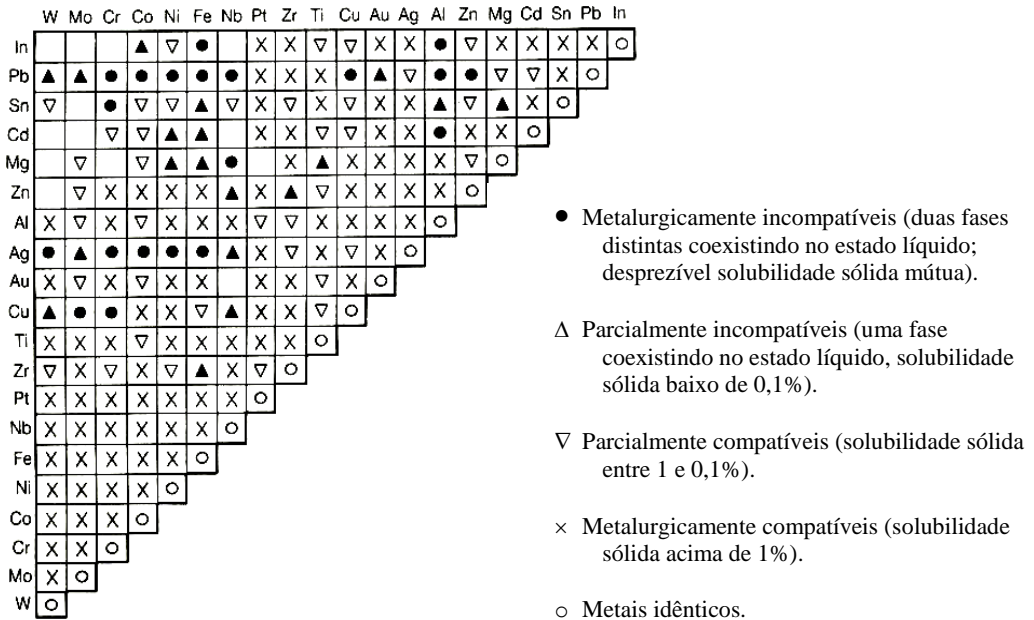 W Mo Cr Co Ni Fe Nb Pt Zr Ti Cu Au Ag Al Zn Mg Cd Sn Pb In
In
Pb
Sn
Cd
Mg
Zn
Al
Ag
Au
Cu
Ti
Zr
Pt
Nb
Fe
Ni
Co
Cr
Mo
W
● Metalurgicamente incompatíveis (duas fases
distintas coexistindo no estado líquido;
desprezível solubilidade sólida mútua).
Δ Parcialmente incompatíveis (uma fase
coexistindo no estado líquido, solubilidade
sólida baixo de 0,1%).
∇ Parcialmente compatíveis (solubilidade sólida
entre 1 e 0,1%).
× Metalurgicamente compatíveis (solubilidade
sólida acima de 1%).
○ Metais idênticos.